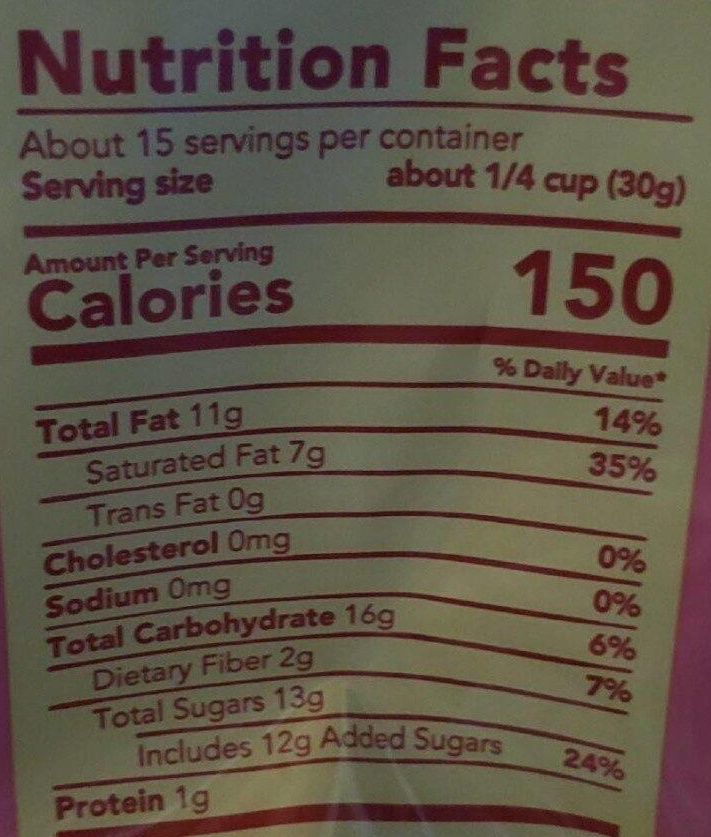 Nutrition Facts
About 15 servings per container
Serving size about 1/4 cup (30g)
Amount Per Serving
Calories 150
% Daily Value*
Total Fat 11g 14%
Saturated Fat 7g 35%
Trans Fat 0g
Cholesterol 0mg 0%
Sodium 0mg 0%
Total Carbohydrate 16g 6%
Dietary Fiber 2g 7%
Total Sugars 13g
Includes 12g Added Sugars 24%
Protein 1g